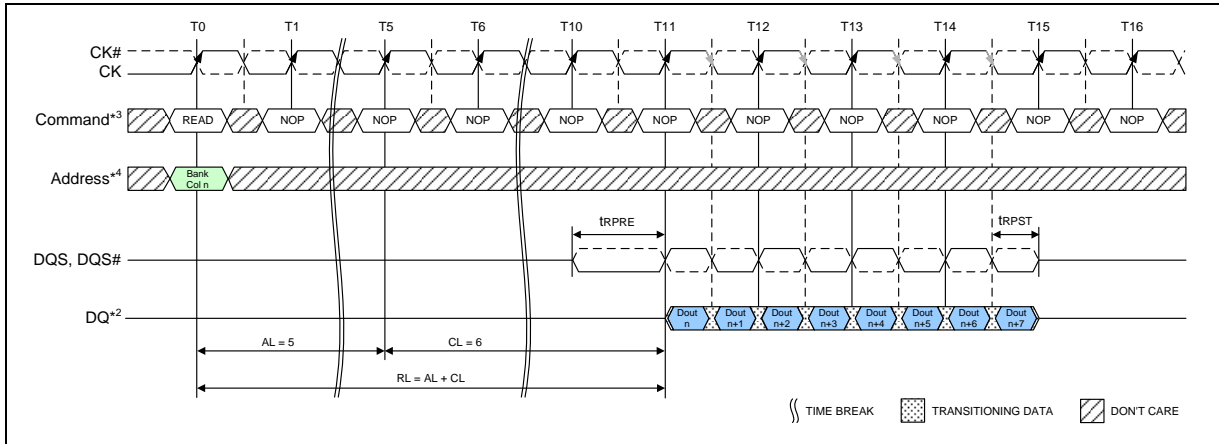 T0 T1 T5 T6 T10 T11 T12 T13 T14 T15 T16
CK#
CK
Command*3 READ NOP NOP NOP NOP NOP NOP NOP NOP NOP NOP
Address*4 Bank
Col n
tRPRE tRPST
DQS, DQS#
DQ*2 Dout
n Dout
n+1 Dout
n+2 Dout
n+3 Dout
n+4 Dout
n+5 Dout
n+6 Dout
n+7
AL = 5 CL = 6
RL = AL + CL
TIME BREAK TRANSITIONING DATA DON'T CARE